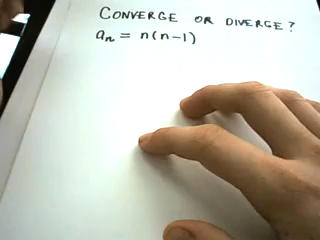 CONVERGE OR DIVERGE?
aₙ = n(n-1)